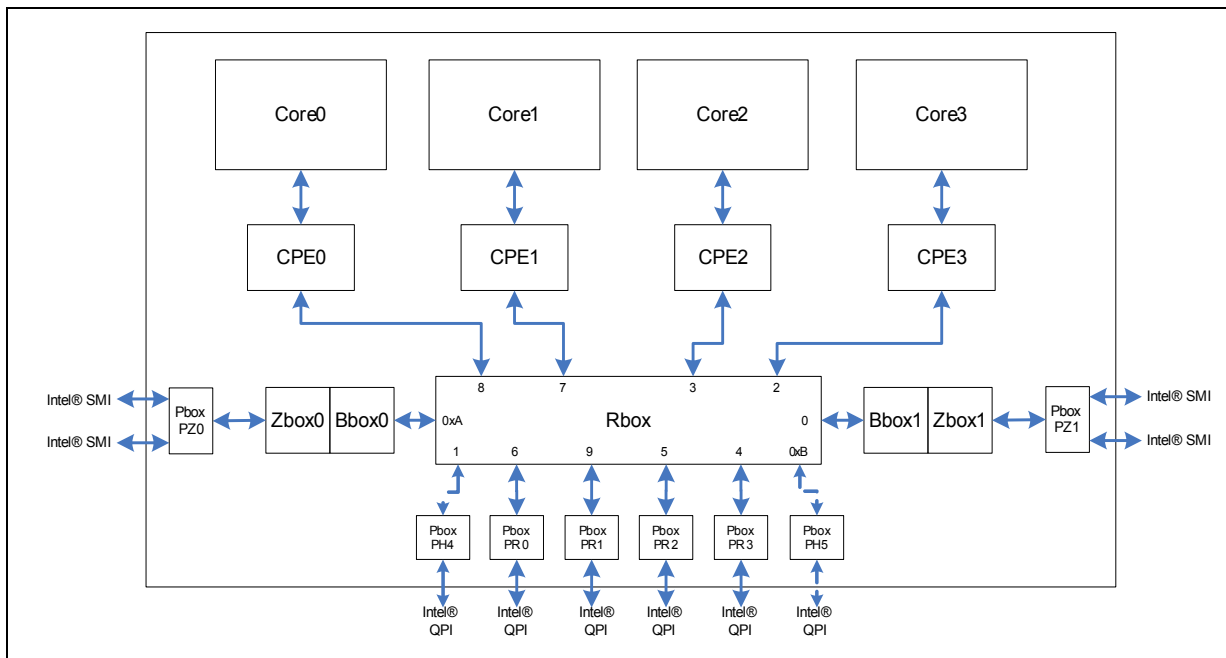 Core0
Core1
Core2
Core3
CPE0
CPE1
CPE2
CPE3
8
7
3
2
Intel® SMI
Intel® SMI
Pbox
PZ0
Zbox0
Bbox0
0xA
Rbox
0
Bbox1
Zbox1
Pbox
PZ1
Intel® SMI
Intel® SMI
1
6
9
5
4
0xB
Pbox
PH4
Pbox
PR0
Pbox
PR1
Pbox
PR2
Pbox
PR3
Pbox
PH5
Intel®
QPI
Intel®
QPI
Intel®
QPI
Intel®
QPI
Intel®
QPI
Intel®
QPI